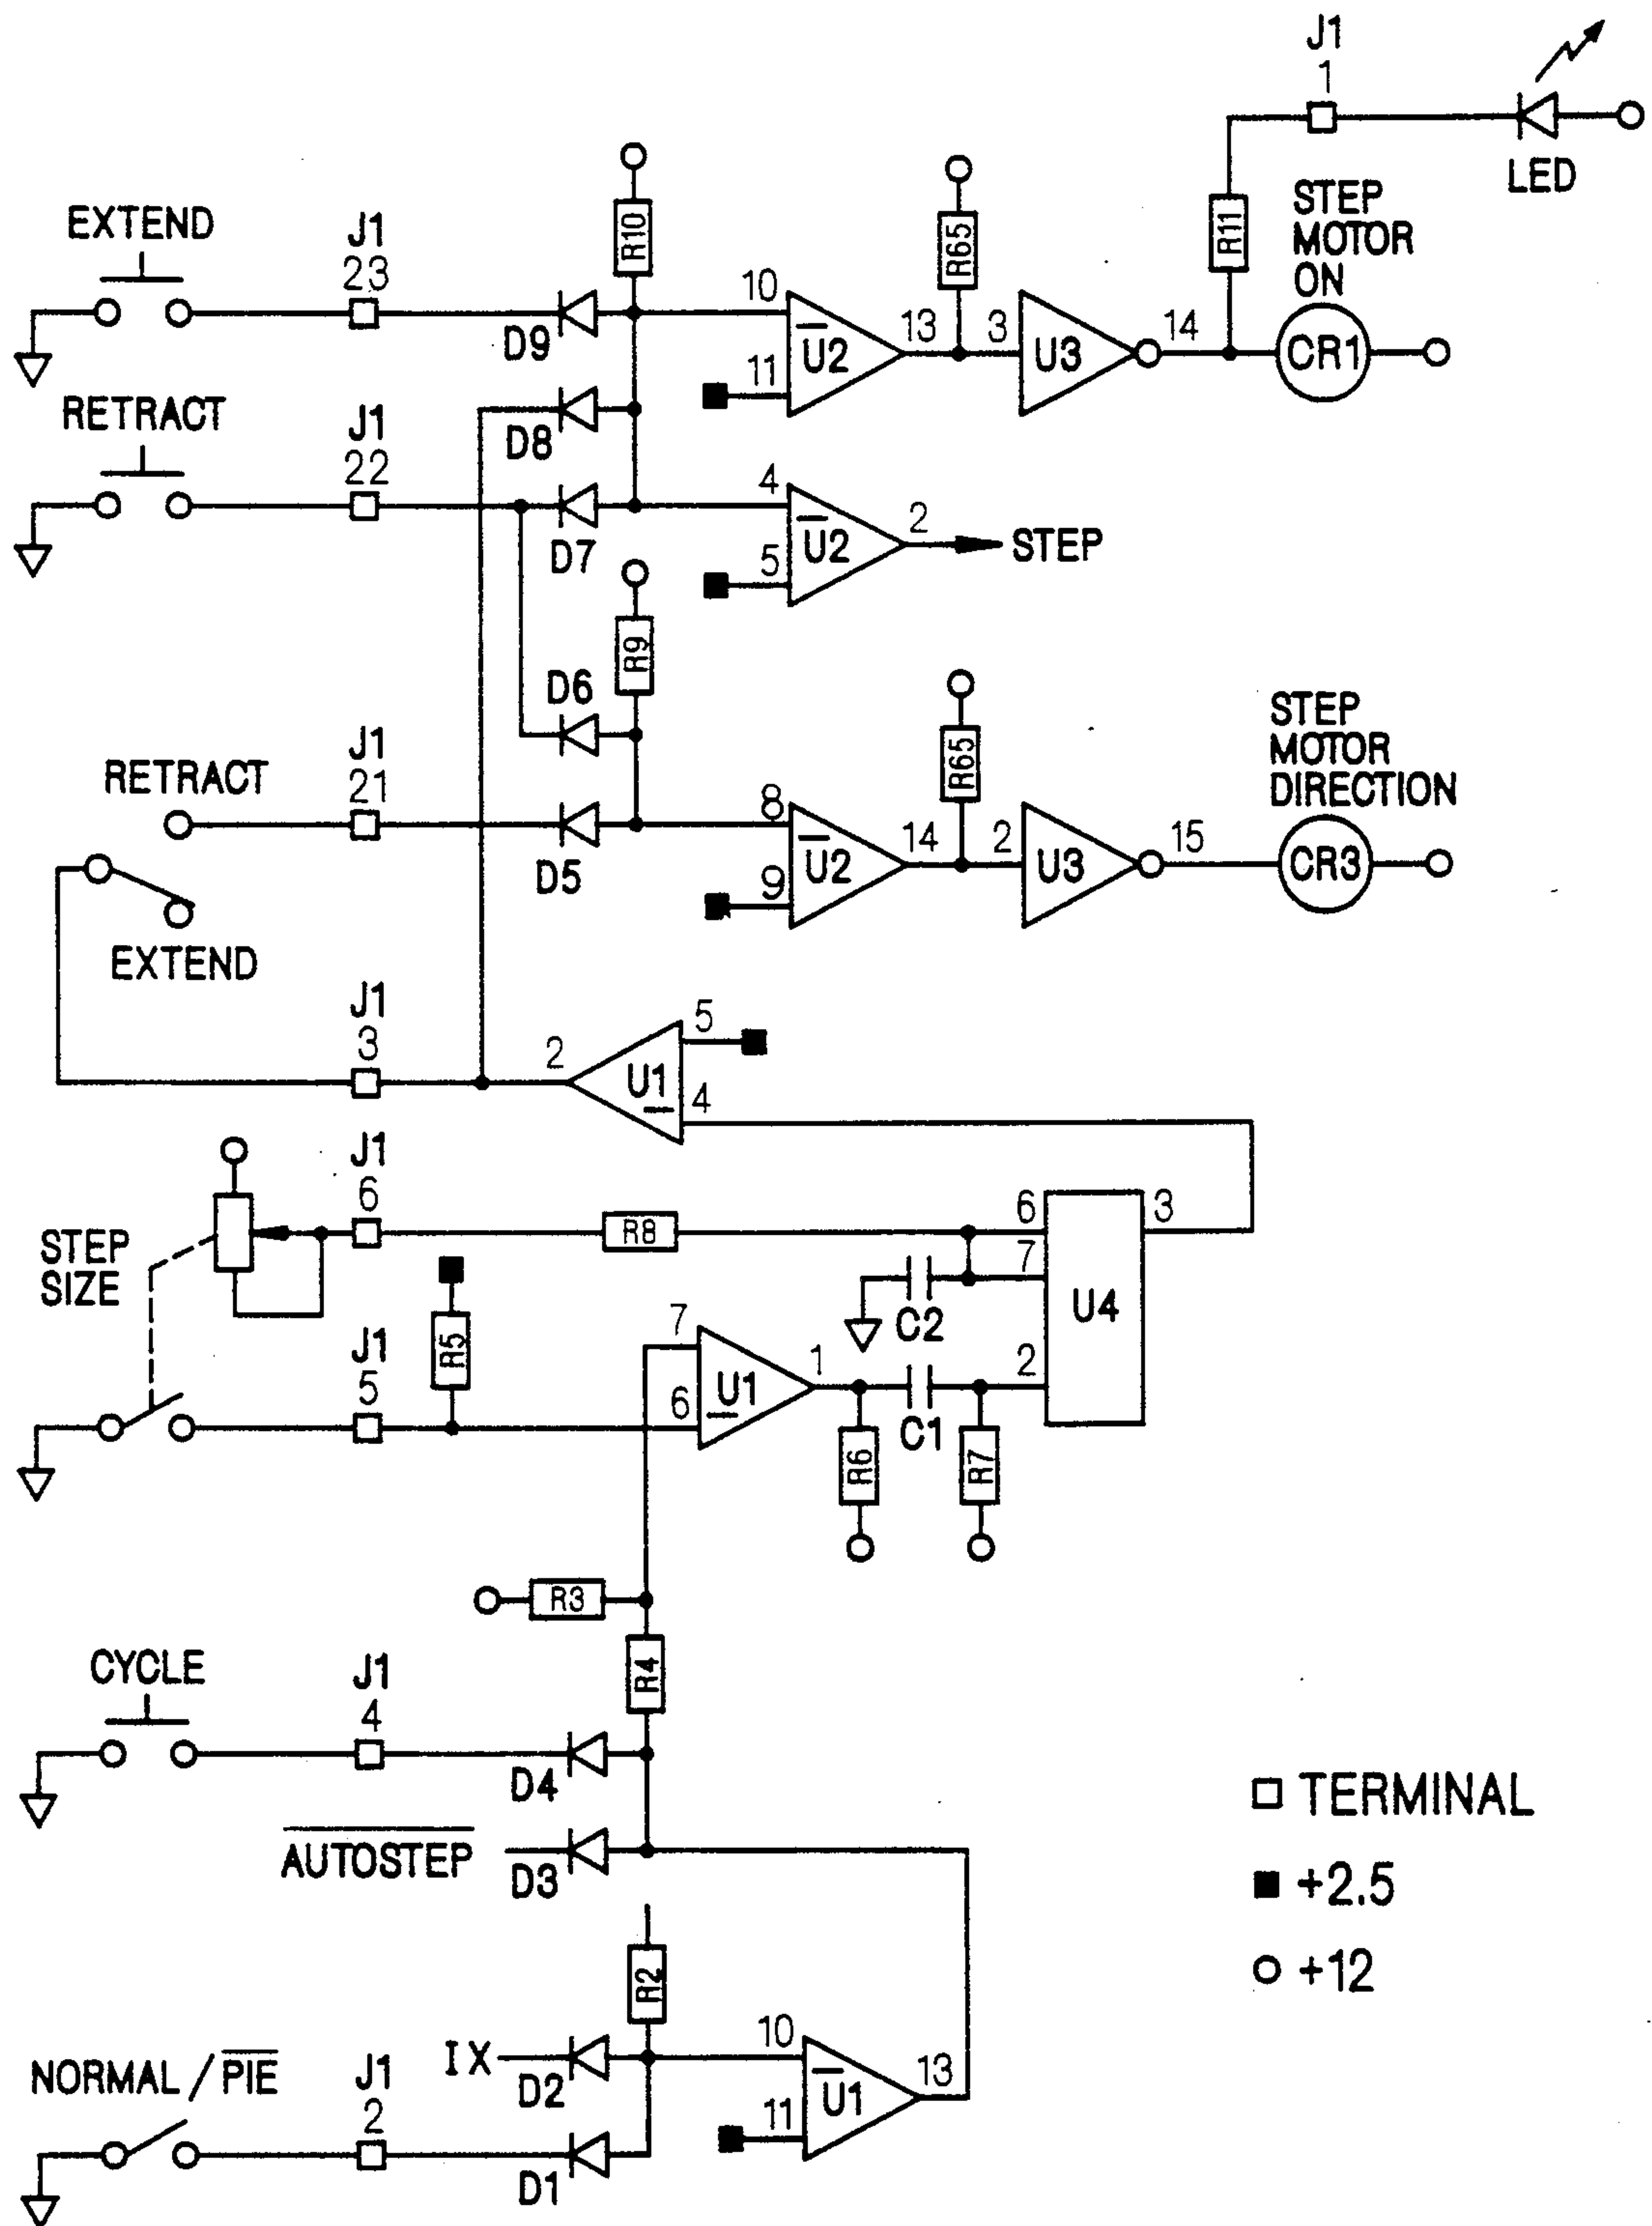 J1
1
LED
EXTEND
J1
23
D9
R10
10
11
U2
13
R65
3
U3
14
R11
STEP
MOTOR
ON
CR1
RETRACT
J1
22
D8
D7
4
5
U2
2
STEP
R9
D6
RETRACT
J1
21
EXTEND
D5
8
9
U2
14
R65
2
U3
15
STEP
MOTOR
DIRECTION
CR3
J1
3
2
U1
5
4
STEP
SIZE
J1
6
R8
6
7
2
3
U4
C2
J1
5
R5
7
6
U1
1
R6
C1
R7
R3
R4
CYCLE
J1
4
D4
AUTOSTEP
D3
R2
IX
D2
10
11
U1
13
NORMAL / PIE
J1
2
D1
TERMINAL
+2.5
+12